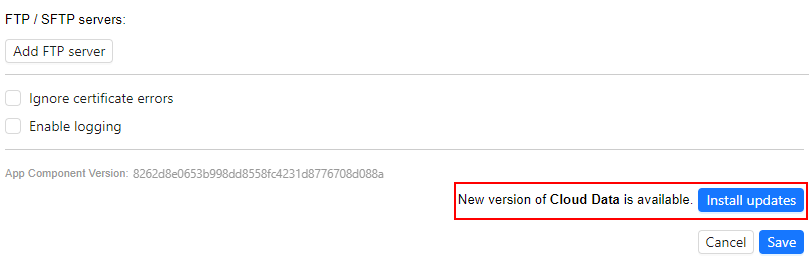 FTP / SFTP servers:
Add FTP server
Ignore certificate errors
Enable logging
App Component Version: 8262d8e0653b998dd8558fc4231d8776708d088a
New version of Cloud Data is available. Install updates
Cancel Save